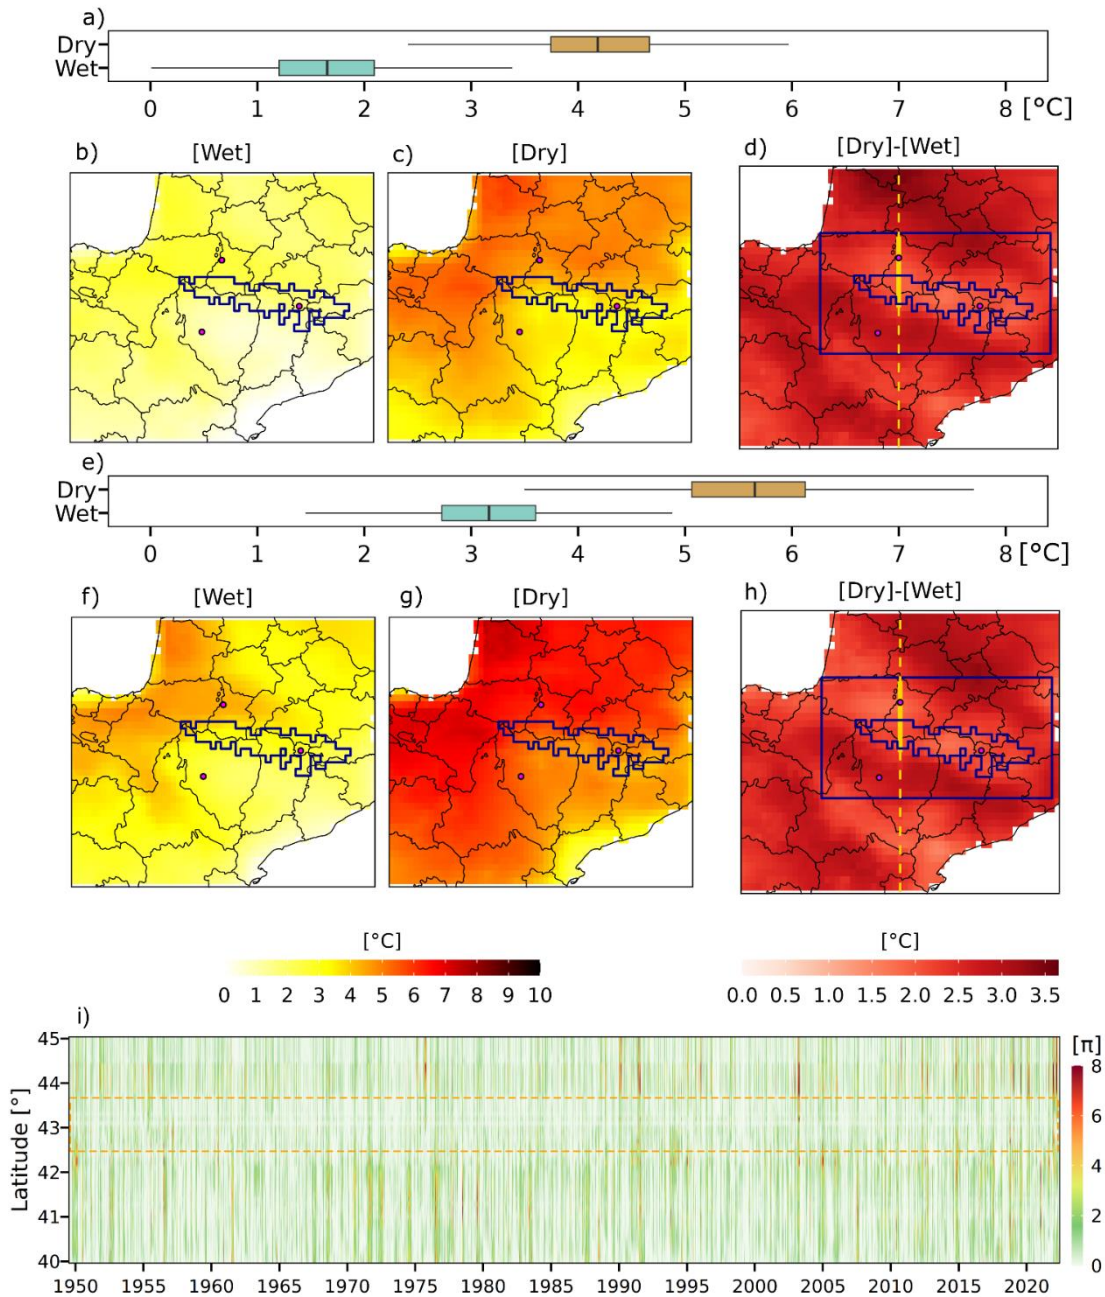 a)
Dry
Wet
0 1 2 3 4 5 6 7 8 [°C]
b) [Wet] c) [Dry] d) [Dry]-[Wet]
e)
Dry
Wet
0 1 2 3 4 5 6 7 8 [°C]
f) [Wet] g) [Dry] h) [Dry]-[Wet]
[°C] [°C]
0 1 2 3 4 5 6 7 8 9 10 0.0 0.5 1.0 1.5 2.0 2.5 3.0 3.5
i)
[π]
45
44
43
42
41
40
Latitude [°]
8
6
4
2
0
1950 1955 1960 1965 1970 1975 1980 1985 1990 1995 2000 2005 2010 2015 2020